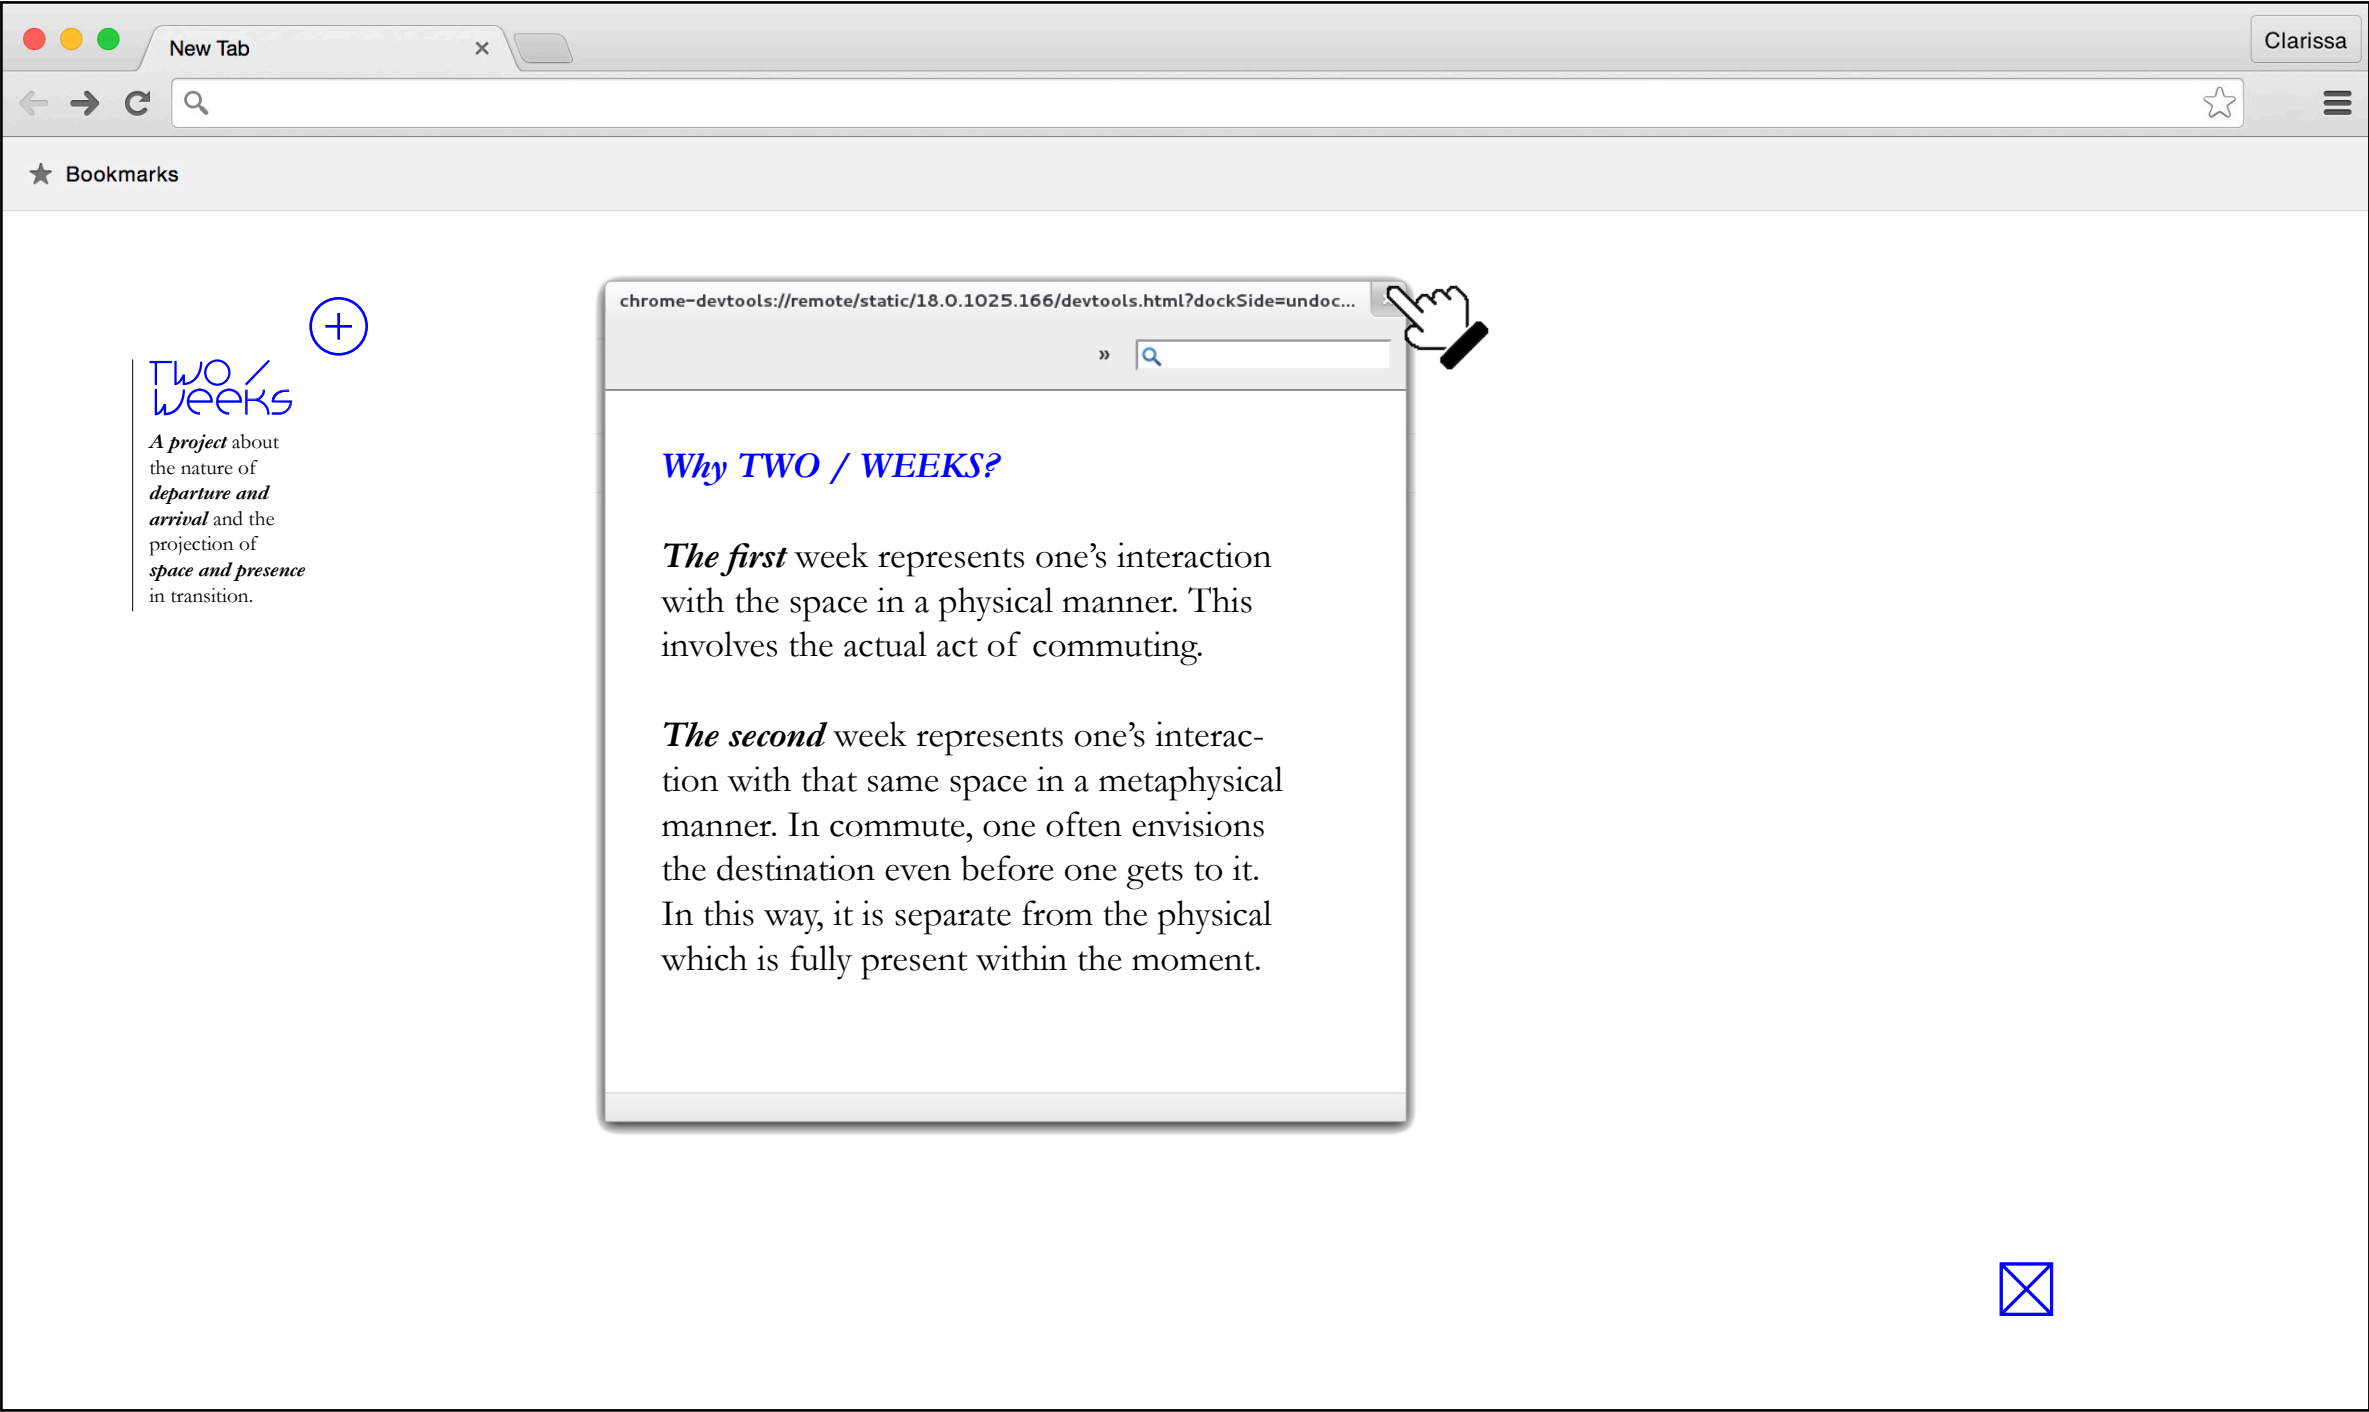 New Tab
Clarissa
Bookmarks
TWO /
WEEKS
A project about
the nature of
departure and
arrival and the
projection of
space and presence
in transition.
chrome-devtools://remote/static/18.0.1025.166/devtools.html?dockSide=undoc...
»
Why TWO / WEEKS?
The first week represents one’s interaction
with the space in a physical manner. This
involves the actual act of commuting.
The second week represents one’s interac-
tion with that same space in a metaphysical
manner. In commute, one often envisions
the destination even before one gets to it.
In this way, it is separate from the physical
which is fully present within the moment.